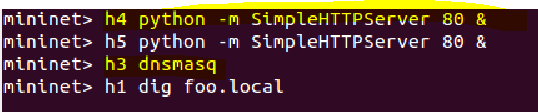 mininet> h4 python -m SimpleHTTPServer 80 &
mininet> h5 python -m SimpleHTTPServer 80 &
mininet> h3 dnsmasq
mininet> h1 dig foo.local